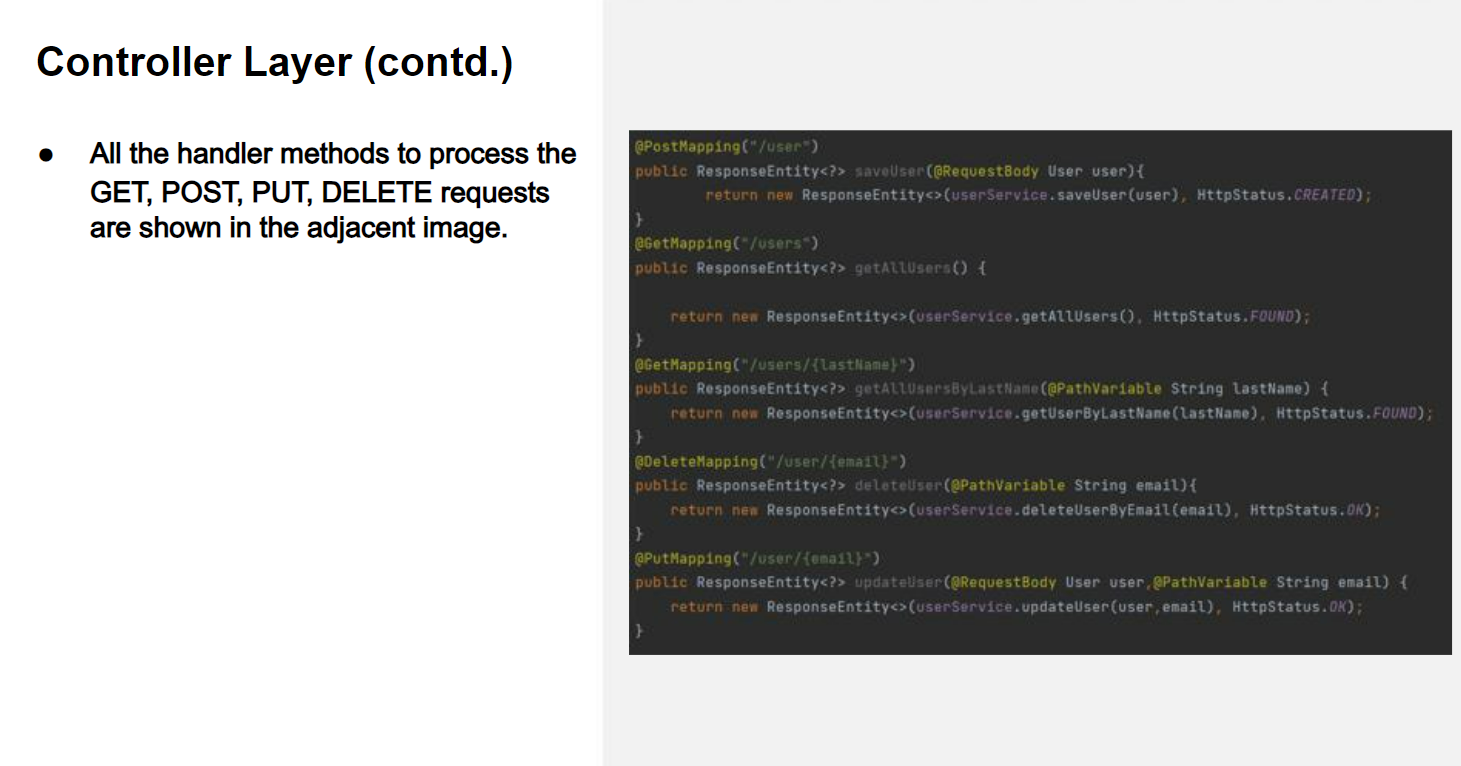 Controller Layer (contd.)
● All the handler methods to process the
GET, POST, PUT, DELETE requests
are shown in the adjacent image.
@PostMapping("/user")
public ResponseEntity<?> saveUser(@RequestBody User user){
return new ResponseEntity<>(userService.saveUser(user), HttpStatus.CREATED);
}
@GetMapping("/users")
public ResponseEntity<?> getAllUsers() {
return new ResponseEntity<>(userService.getAllUsers(), HttpStatus.FOUND);
}
@GetMapping("/users/{lastName}")
public ResponseEntity<?> getAllUsersByLastName(@PathVariable String lastName) {
return new ResponseEntity<>(userService.getUserByLastName(lastName), HttpStatus.FOUND);
}
@DeleteMapping("/user/{email}")
public ResponseEntity<?> deleteUser(@PathVariable String email){
return new ResponseEntity<>(userService.deleteUserByEmail(email), HttpStatus.OK);
}
@PutMapping("/user/{email}")
public ResponseEntity<?> updateUser(@RequestBody User user,@PathVariable String email) {
return new ResponseEntity<>(userService.updateUser(user,email), HttpStatus.OK);
}